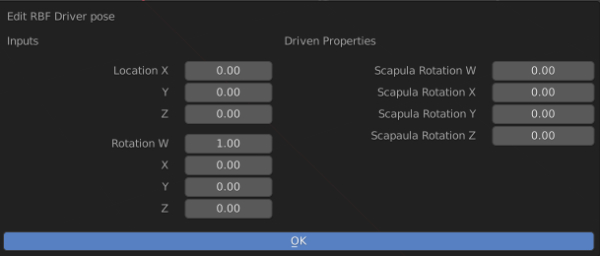 Edit RBF Driver pose
Inputs
Driven Properties
Location X 0.00
Y 0.00
Z 0.00
Rotation W 1.00
X 0.00
Y 0.00
Z 0.00
Scapula Rotation W 0.00
Scapula Rotation X 0.00
Scapula Rotation Y 0.00
Scapaula Rotation Z 0.00
OK